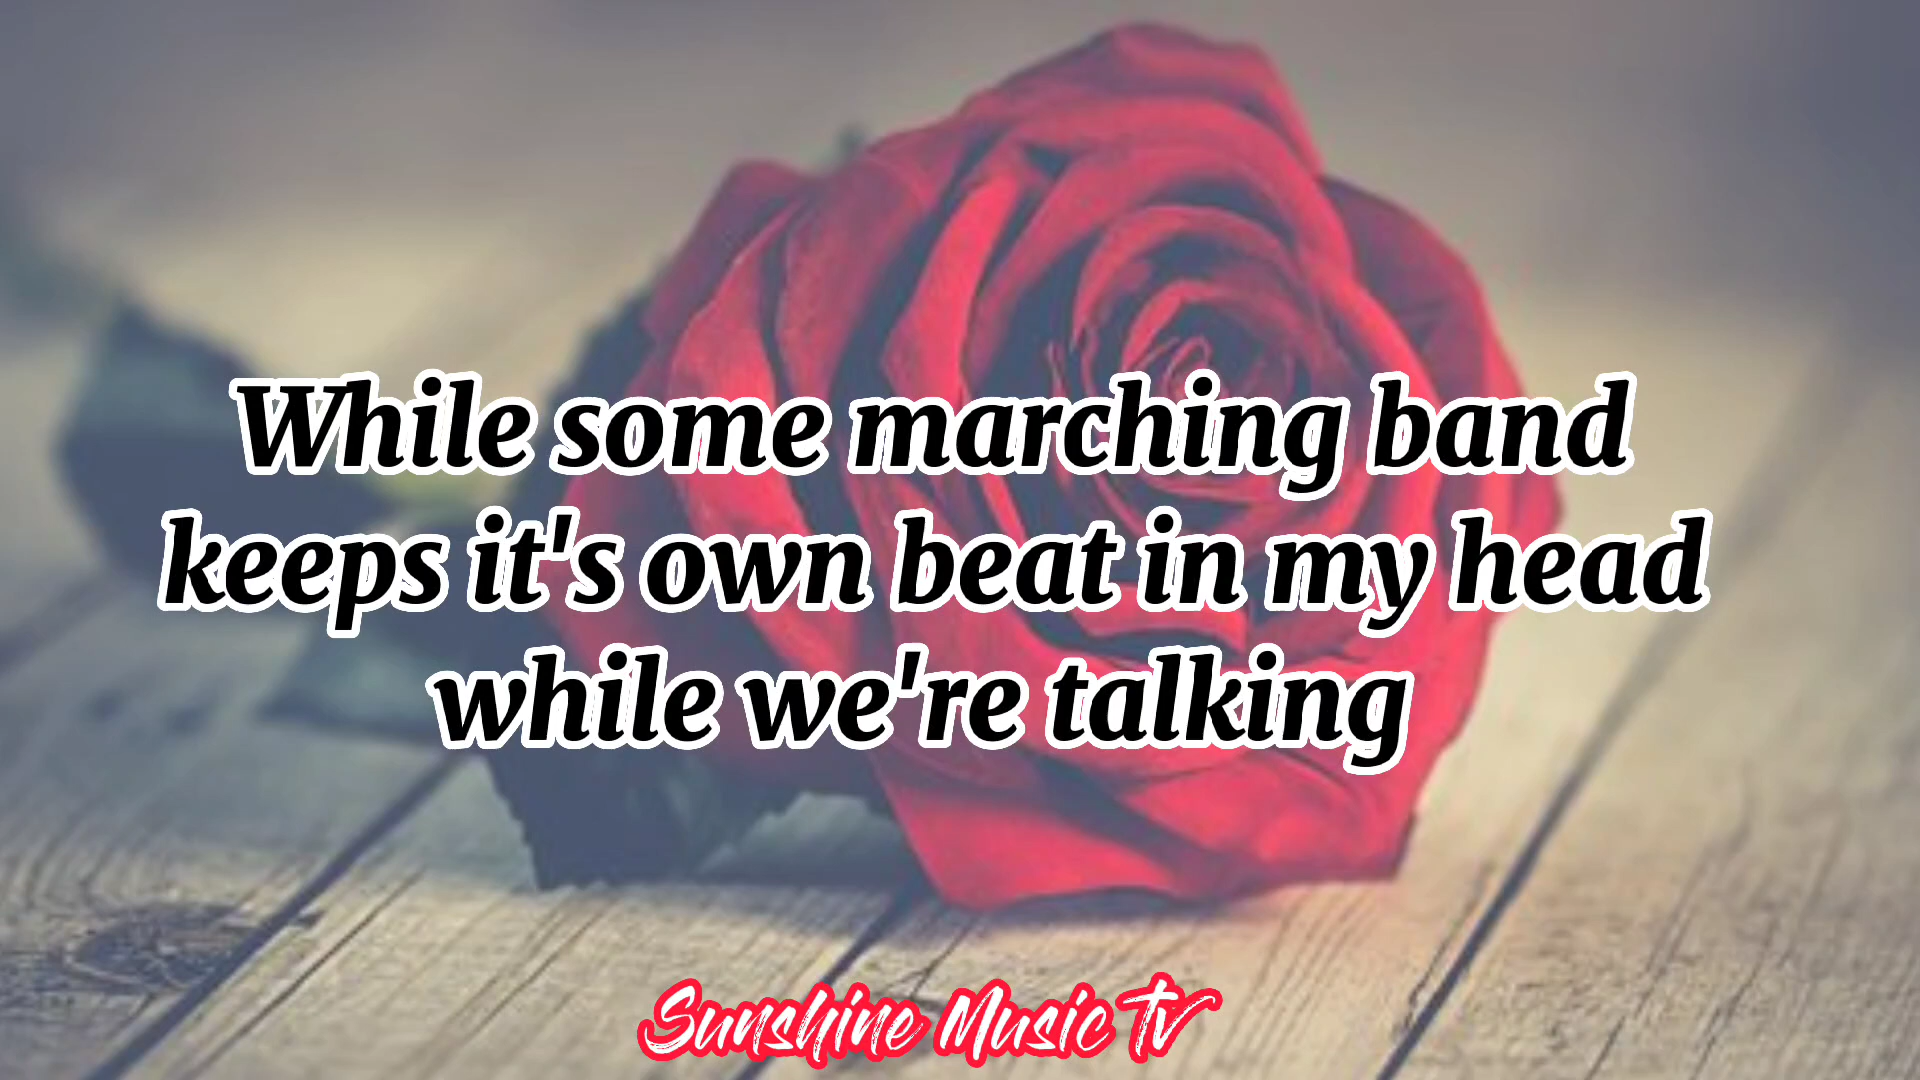 While some marching band
keeps it's own beat in my head
while we're talking
Sunshine Music Tv